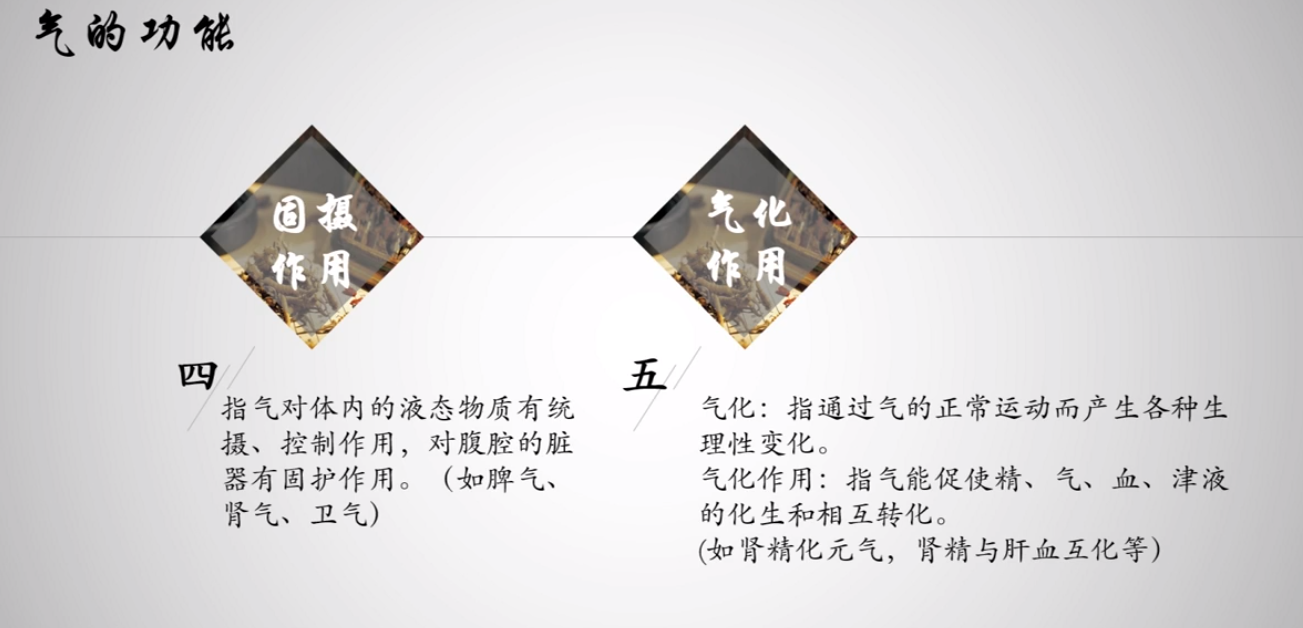 气的功能
固摄
作用
四
指气对体内的液态物质有统
摄、控制作用，对腹腔的脏
器有固护作用。（如脾气、
肾气、卫气）
气化
作用
五
气化：指通过气的正常运动而产生各种生
理性变化。
气化作用：指气能促使精、气、血、津液
的化生和相互转化。
(如肾精化元气，肾精与肝血互化等）